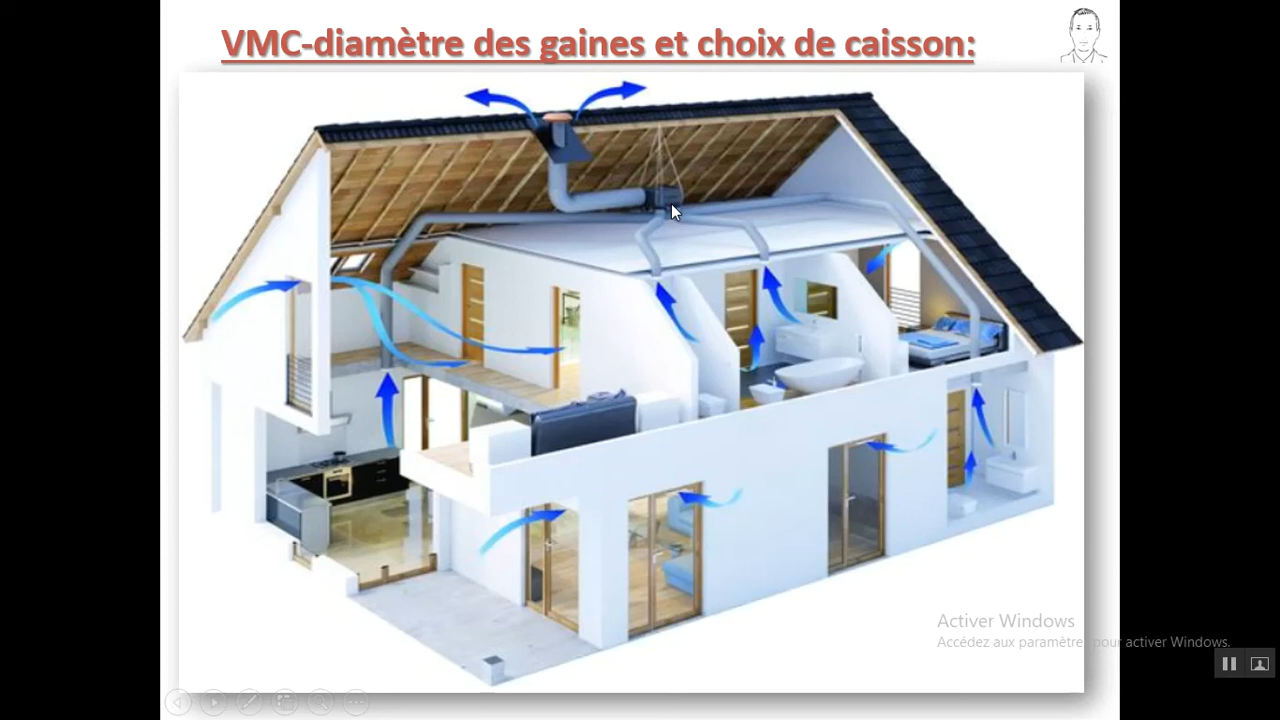 VMC-diamètre des gaines et choix de caisson:
Activer Windows
Accédez aux paramètres pour activer Windows.